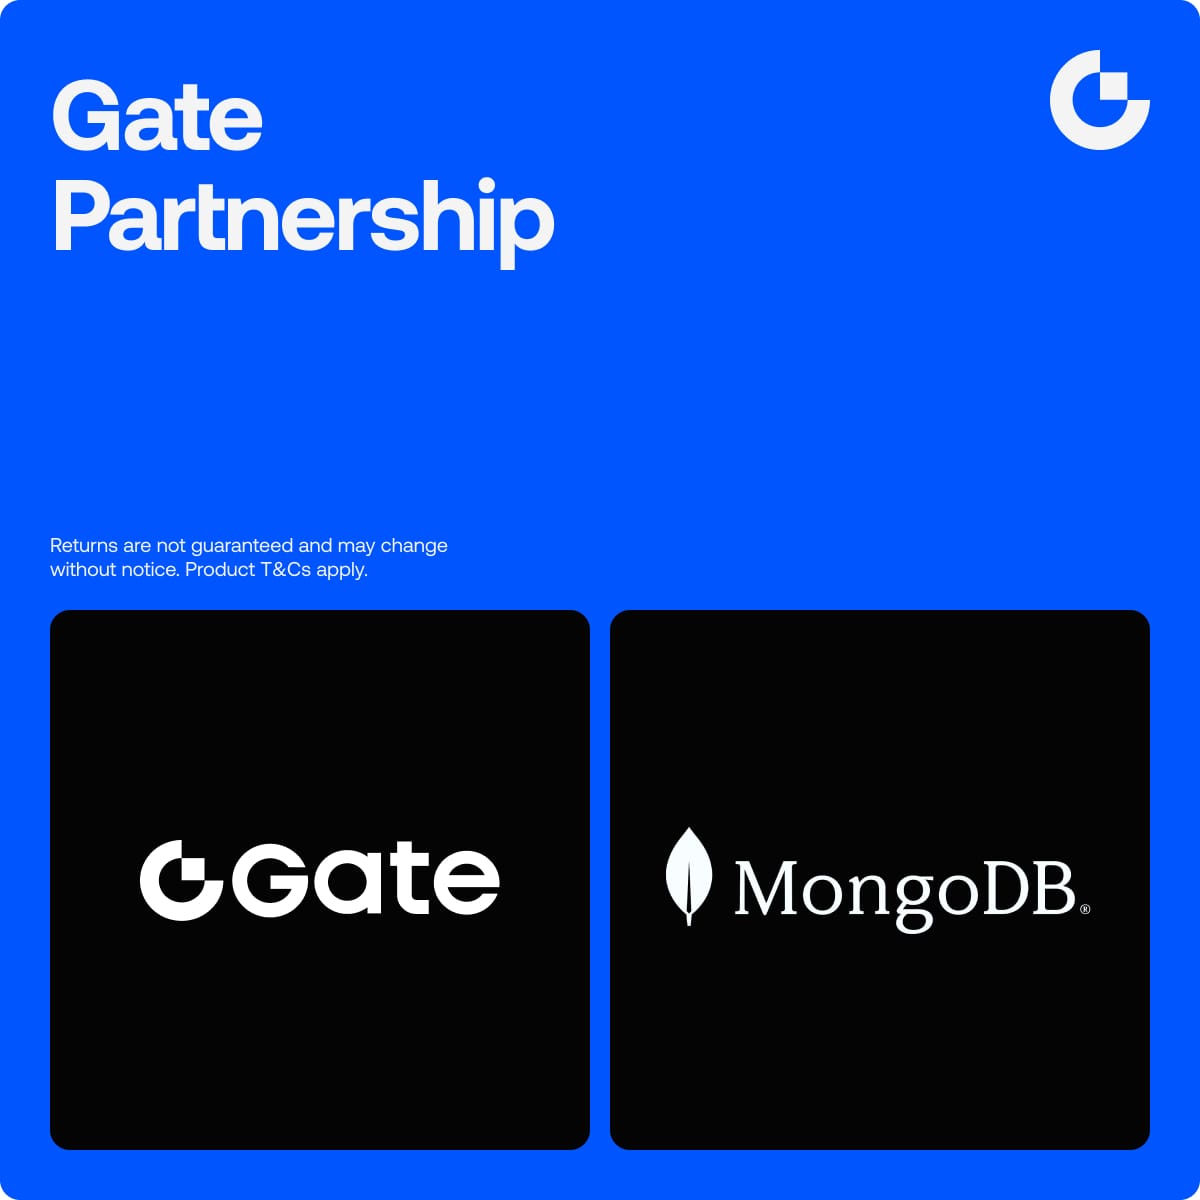 Gate
Partnership
Returns are not guaranteed and may change
without notice. Product T&Cs apply.
Gate
MongoDB®